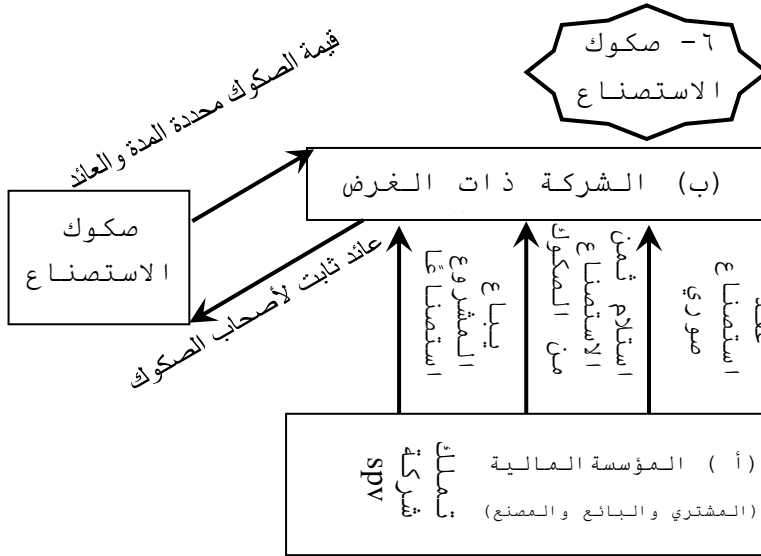 ٦- صكوك
الاستصناع
قيمة الصكوك محددة المدة والعائد
(ب) الشركة ذات الغرض
صكوك
الاستصناع
عائد ثابت لأصحاب الصكوك
استصناع
صوري
استلام ثمن
الاستصناع
من الصكوك
يباع
المشروع
استصناعًا
(أ ) المؤسسة المالية
(المشتري والبائع والمصنع)
تملك
شركة
spv